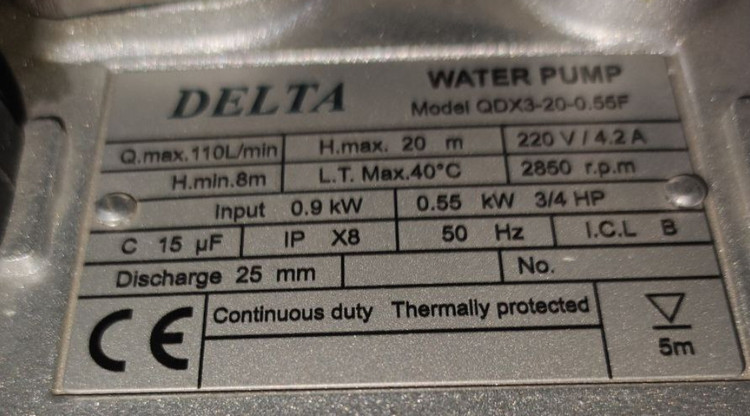 DELTA
WATER PUMP
Model QDX3-20-0.55F
Q.max.110L/min H.max. 20 m 220 V / 4.2 A
H.min.8m L.T. Max.40°C 2850 r.p.m
Input 0.9 kW 0.55 kW 3/4 HP
C 15 µF IP X8 50 Hz I.C.L B
Discharge 25 mm No.
CE Continuous duty Thermally protected
5m